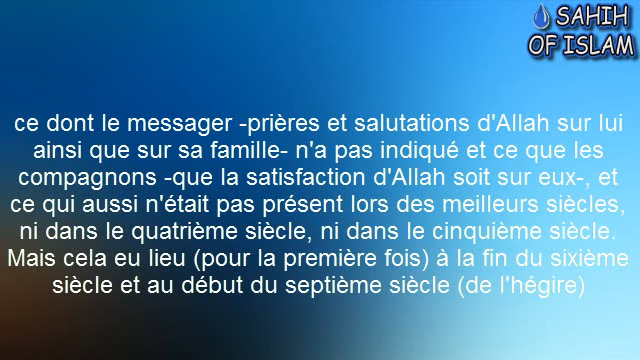 SAHIH
OF ISLAM
ce dont le messager -prières et salutations d'Allah sur lui
ainsi que sur sa famille- n'a pas indiqué et ce que les
compagnons -que la satisfaction d'Allah soit sur eux-, et
ce qui aussi n'était pas présent lors des meilleurs siècles,
ni dans le quatrième siècle, ni dans le cinquième siècle.
Mais cela eu lieu (pour la première fois) à la fin du sixième
siècle et au début du septième siècle (de l'hégire)